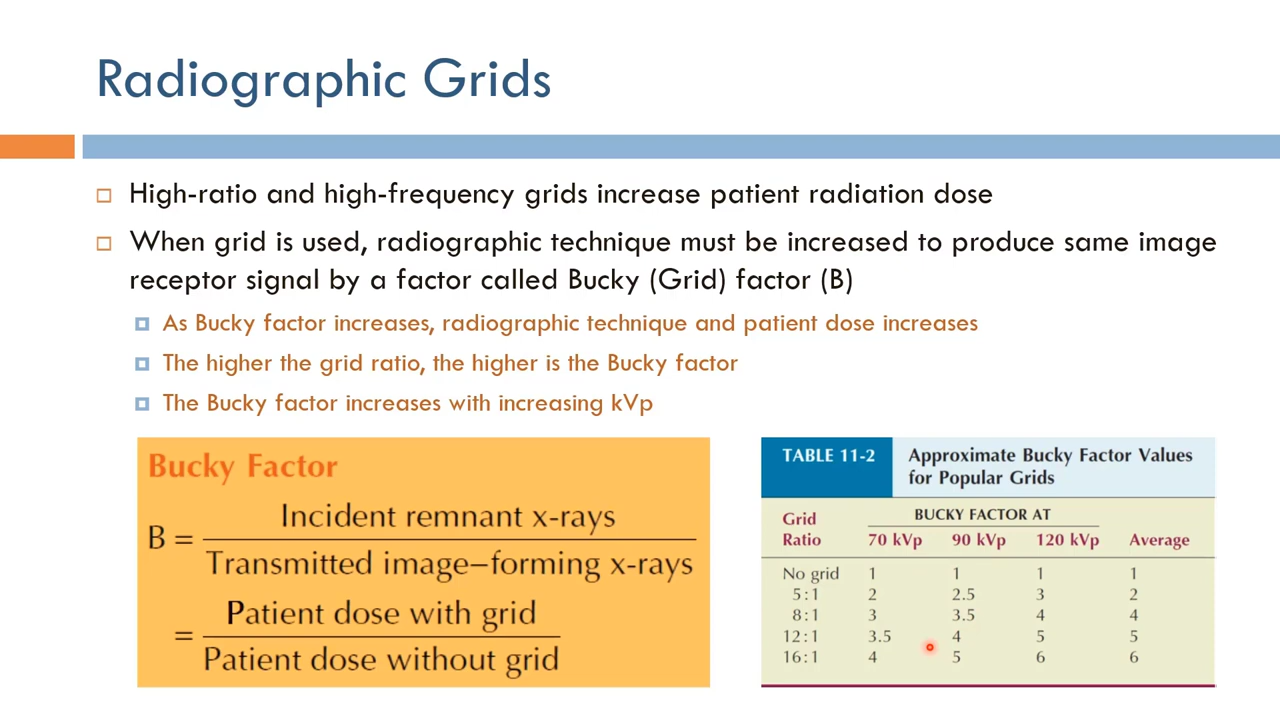 Radiographic Grids
High-ratio and high-frequency grids increase patient radiation dose
When grid is used, radiographic technique must be increased to produce same image
receptor signal by a factor called Bucky (Grid) factor (B)
As Bucky factor increases, radiographic technique and patient dose increases
The higher the grid ratio, the higher is the Bucky factor
The Bucky factor increases with increasing kVp
Bucky Factor
B = Incident remnant x-rays
Transmitted image–forming x-rays
= Patient dose with grid
Patient dose without grid
TABLE 11-2 Approximate Bucky Factor Values
for Popular Grids
Grid BUCKY FACTOR AT
Ratio 70 kVp 90 kVp 120 kVp Average
No grid 1 1 1 1
5:1 2 2.5 3 2
8:1 3 3.5 4 4
12:1 3.5 4 5 5
16:1 4 5 6 6